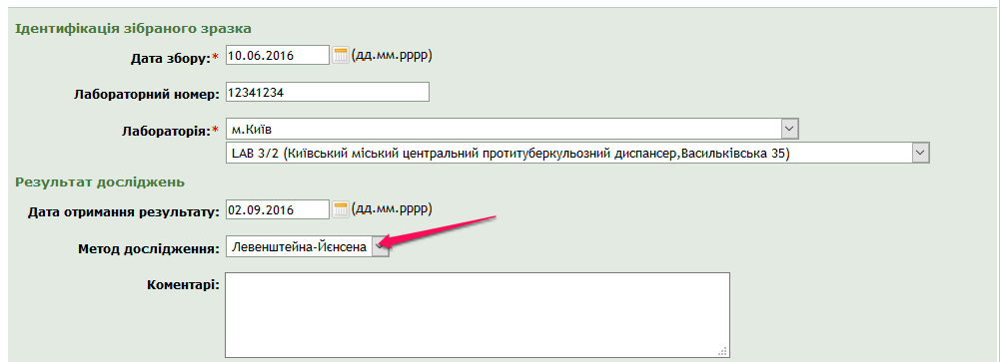 Ідентифікація зібраного зразка
Дата збору:* 10.06.2016 (дд.мм.рррр)
Лабораторний номер: 12341234
Лабораторія:* м.Київ
LAB 3/2 (Київський міський центральний протитуберкульозний диспансер,Васильківська 35)
Результат досліджень
Дата отримання результату: 02.09.2016 (дд.мм.рррр)
Метод дослідження: Левенштейна-Йєнсена
Коментарі: